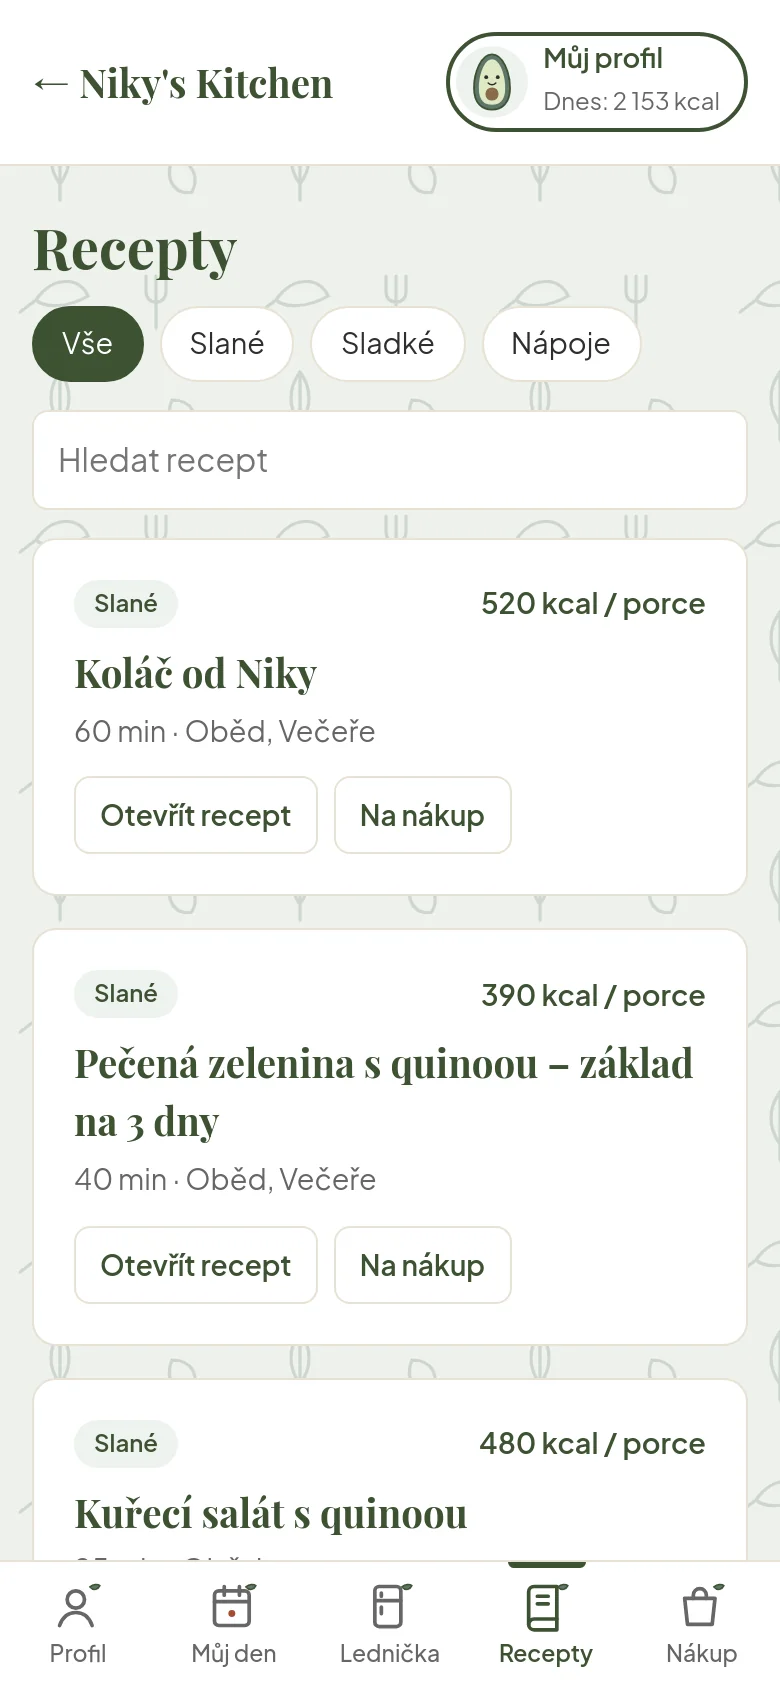 ← Niky's Kitchen
Můj profil
Dnes: 2 153 kcal
Recepty
Vše
Slané
Sladké
Nápoje
Hledat recept
Slané
520 kcal / porce
Koláč od Niky
60 min · Oběd, Večeře
Otevřít recept
Na nákup
Slané
390 kcal / porce
Pečená zelenina s quinoou – základ
na 3 dny
40 min · Oběd, Večeře
Otevřít recept
Na nákup
Slané
480 kcal / porce
Kuřecí salát s quinoou
Profil
Můj den
Lednička
Recepty
Nákup